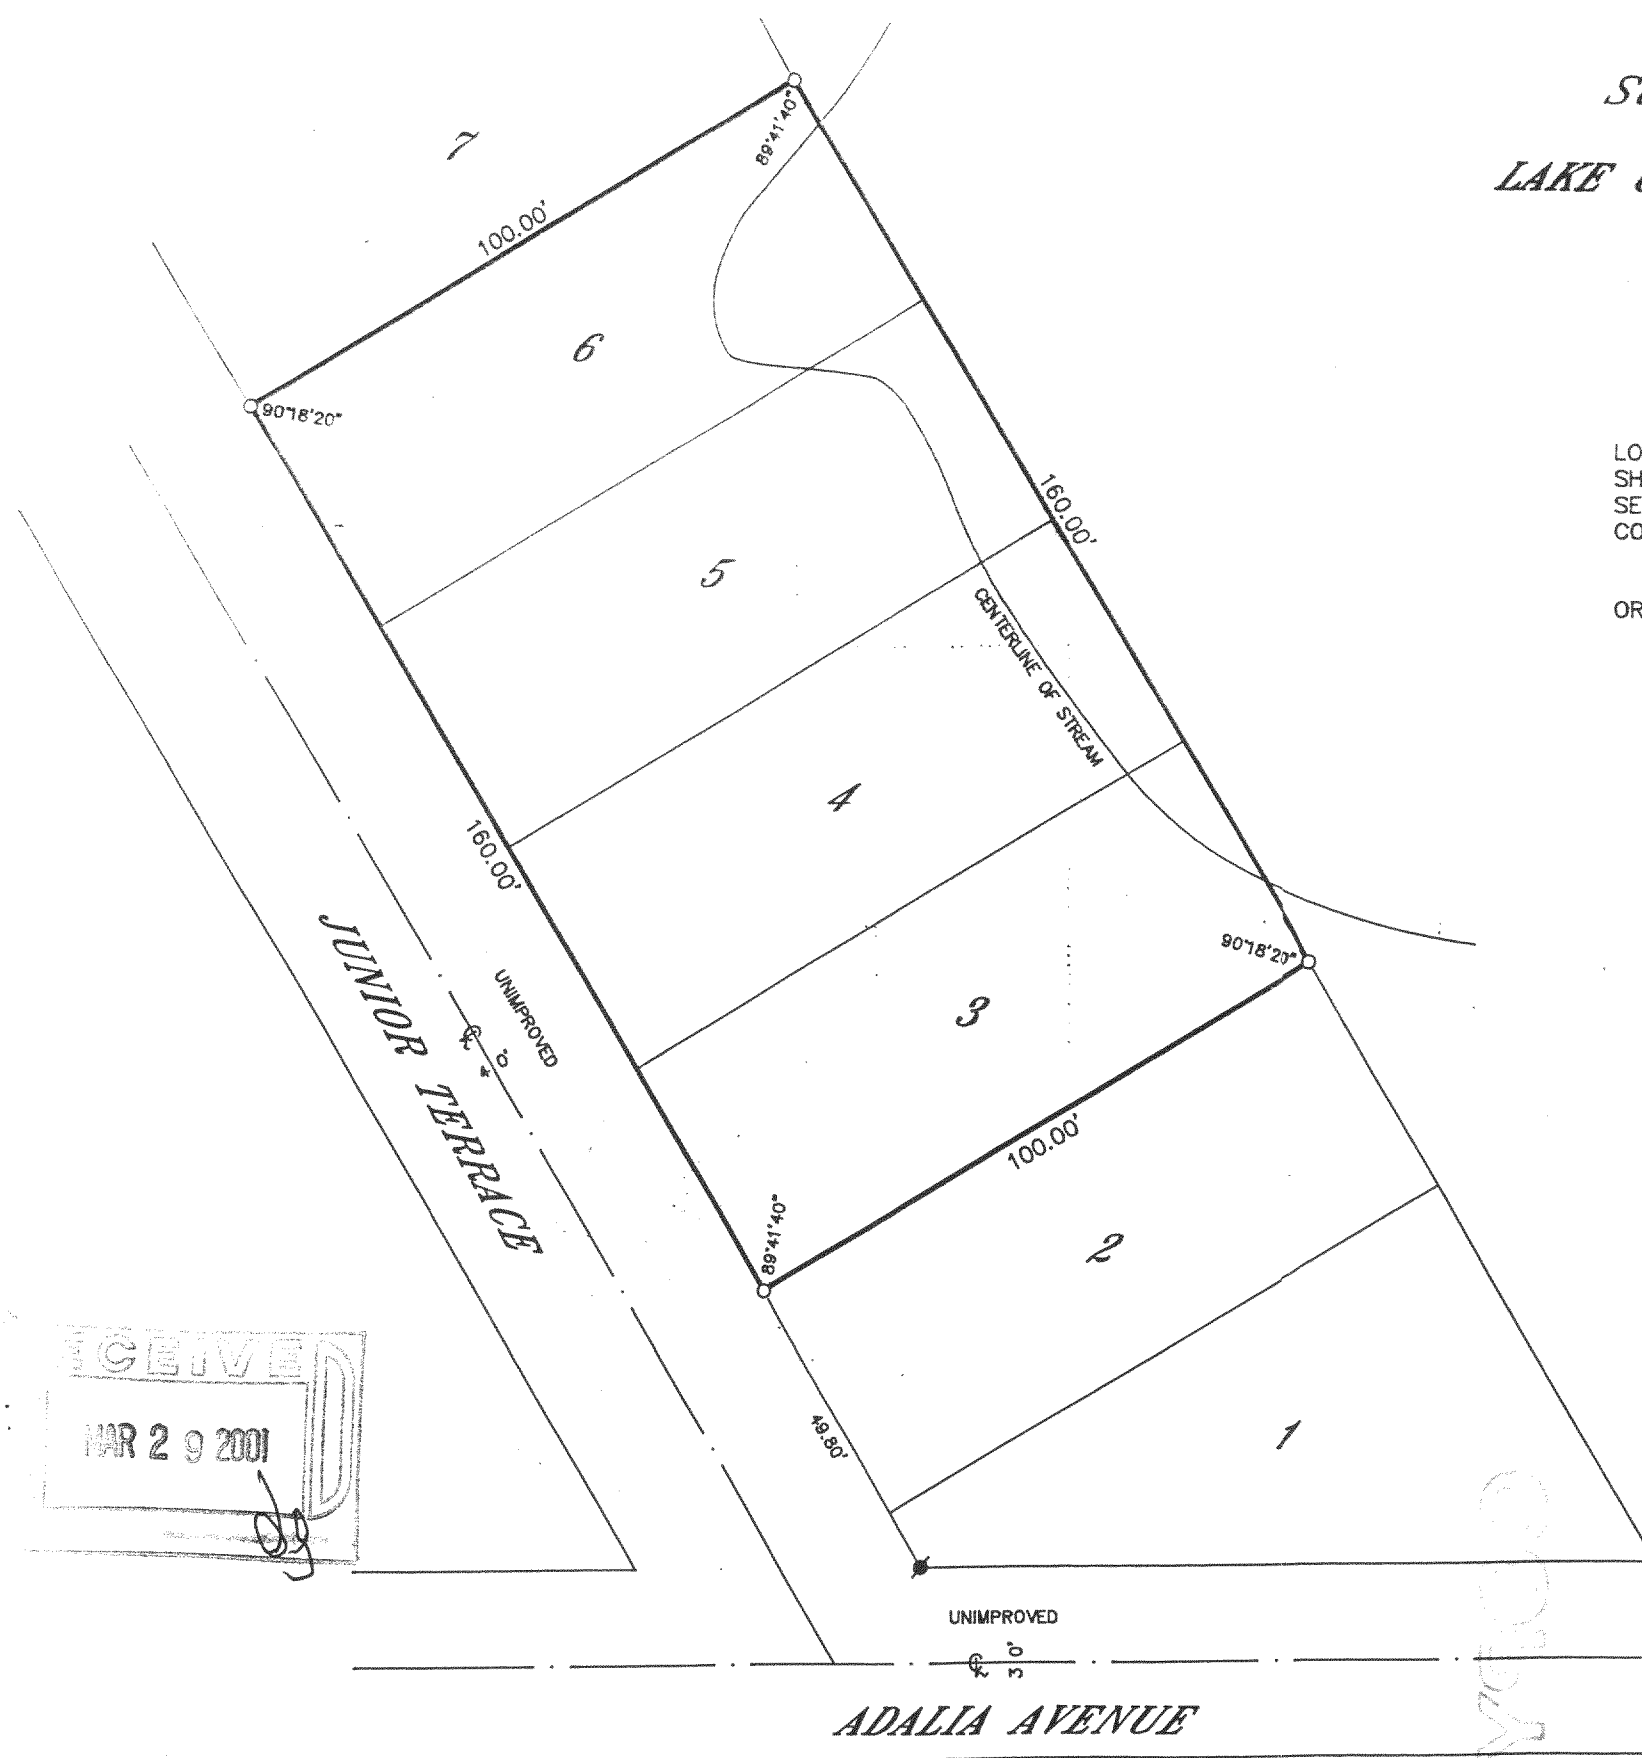 7
89°41'40"
LAKE
100.00'
6
90°18'20"
LO
SH
SE
CO
160.00'
5
CENTERLINE OF STREAM
OR
4
160.00'
JUNIOR TERRACE
UNIMPROVED
90°18'20"
3
100.00'
89°41'40"
2
49.80'
1
ECEIVED
MAR 2 9 2001
UNIMPROVED
ADALIA AVENUE